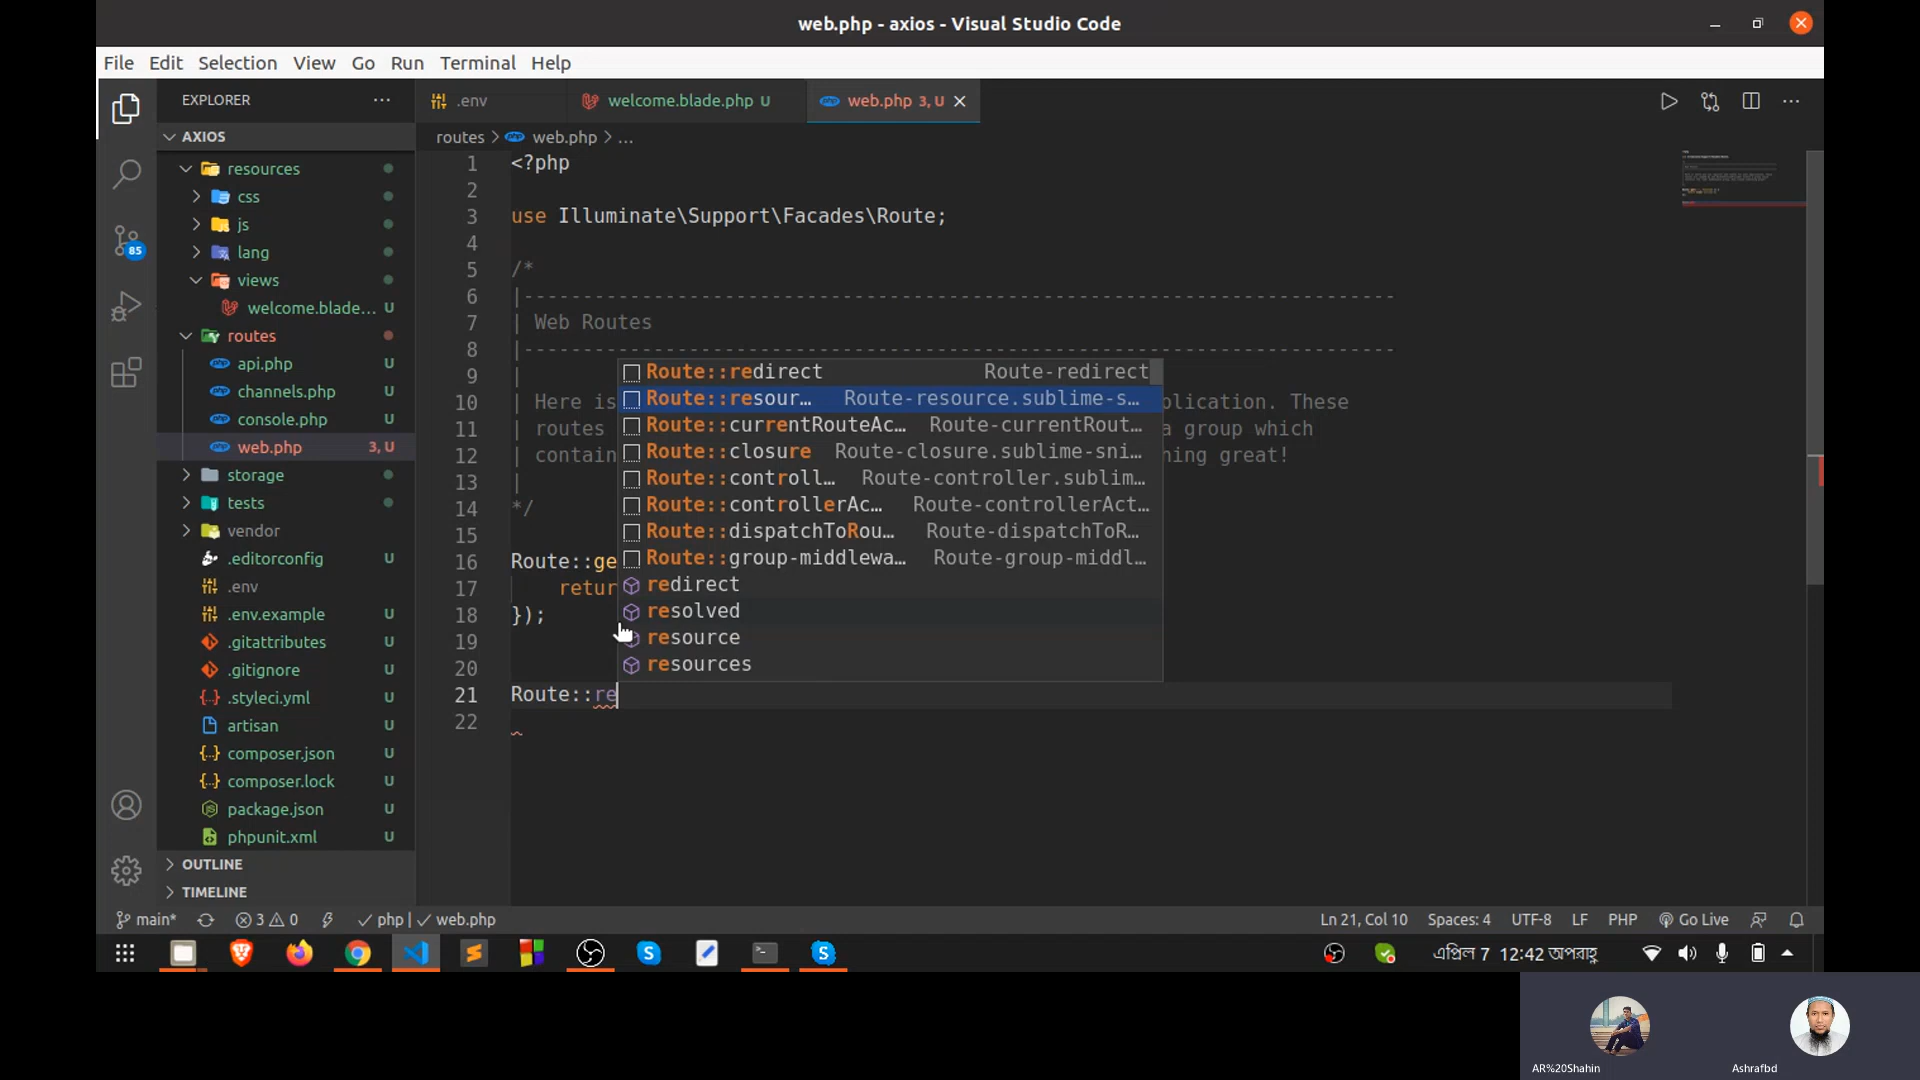 web.php - axios - Visual Studio Code
File Edit Selection View Go Run Terminal Help
EXPLORER ...
.env
welcome.blade.php U
web.php 3, U
AXIOS
routes > web.php > ...
resources
css
js
lang
views
welcome.blade... U
routes
api.php U
channels.php U
console.php U
web.php 3, U
storage
tests
vendor
.editorconfig U
.env
.env.example U
.gitattributes U
.gitignore U
.styleci.yml U
artisan U
composer.json U
composer.lock U
package.json U
phpunit.xml U
OUTLINE
TIMELINE
85
1 <?php
2
3 use Illuminate\Support\Facades\Route;
4
5 /*
6 |--------------------------------------------------------------------------
7 | Web Routes
8 |--------------------------------------------------------------------------
9 |
10 | Here is plication. These
11 | routes a group which
12 | contain hing great!
13 |
14 */
15
16 Route::ge
17 retur
18 });
19
20
21 Route::re
22
Route::redirect Route-redirect
Route::resour... Route-resource.sublime-s...
Route::currentRouteAc... Route-currentRout...
Route::closure Route-closure.sublime-sni...
Route::controll... Route-controller.sublim...
Route::controllerAc... Route-controllerAct...
Route::dispatchToRou... Route-dispatchToR...
Route::group-middlewa... Route-group-middl...
redirect
resolved
resource
resources
main* 3 0 php | web.php
Ln 21, Col 10 Spaces: 4 UTF-8 LF PHP Go Live
এপ্রিল 7 12:42 অপরাহ্ণ
AR%20Shahin
Ashrafbd